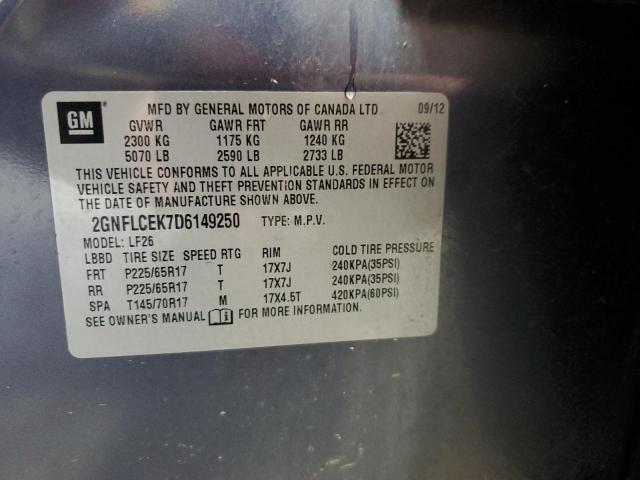 GM
MFD BY GENERAL MOTORS OF CANADA LTD 09/12
GVWR GAWR FRT GAWR RR
2300 KG 1175 KG 1240 KG
5070 LB 2590 LB 2733 LB
THIS VEHICLE CONFORMS TO ALL APPLICABLE U.S. FEDERAL MOTOR
VEHICLE SAFETY AND THEFT PREVENTION STANDARDS IN EFFECT ON
THE DATE OF MANUFACTURE SHOWN ABOVE.
2GNFLCEK7D6149250 TYPE: M.P.V.
MODEL: LF26
LBBD TIRE SIZE SPEED RTG RIM COLD TIRE PRESSURE
FRT P225/65R17 T 17X7J 240KPA(35PSI)
RR P225/65R17 T 17X7J 240KPA(35PSI)
SPA T145/70R17 M 17X4.5T 420KPA(60PSI)
SEE OWNER'S MANUAL FOR MORE INFORMATION.